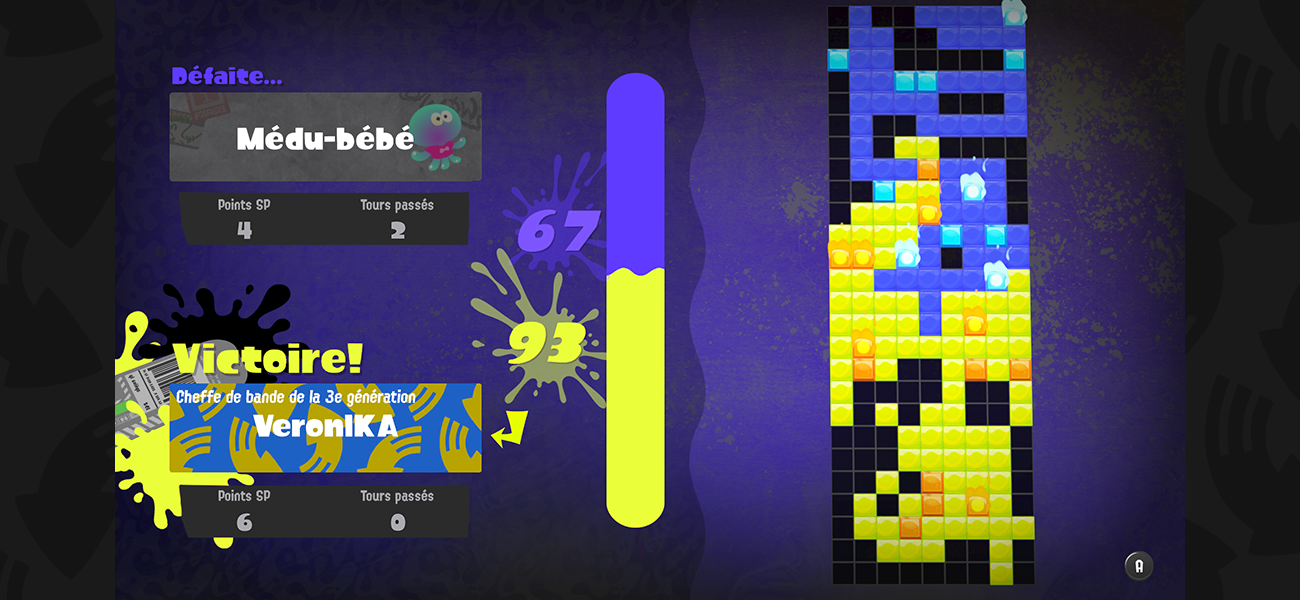 Défaite...
Médu-bébé
Points SP
Tours passés
4
2
67
93
Victoire!
Cheffe de bande de la 3e génération
VeronIKA
Points SP
Tours passés
6
0
A